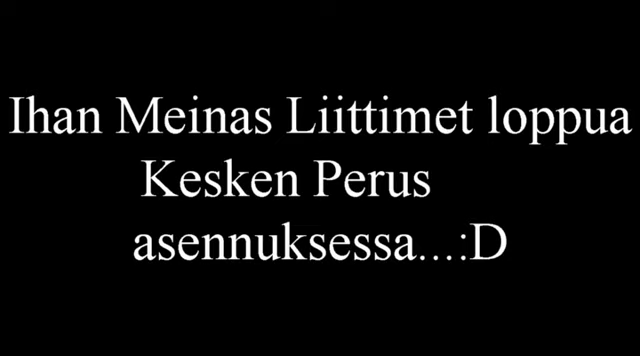 Ihan Meinas Liittimet loppua
Kesken Perus
asennuksessa...:D